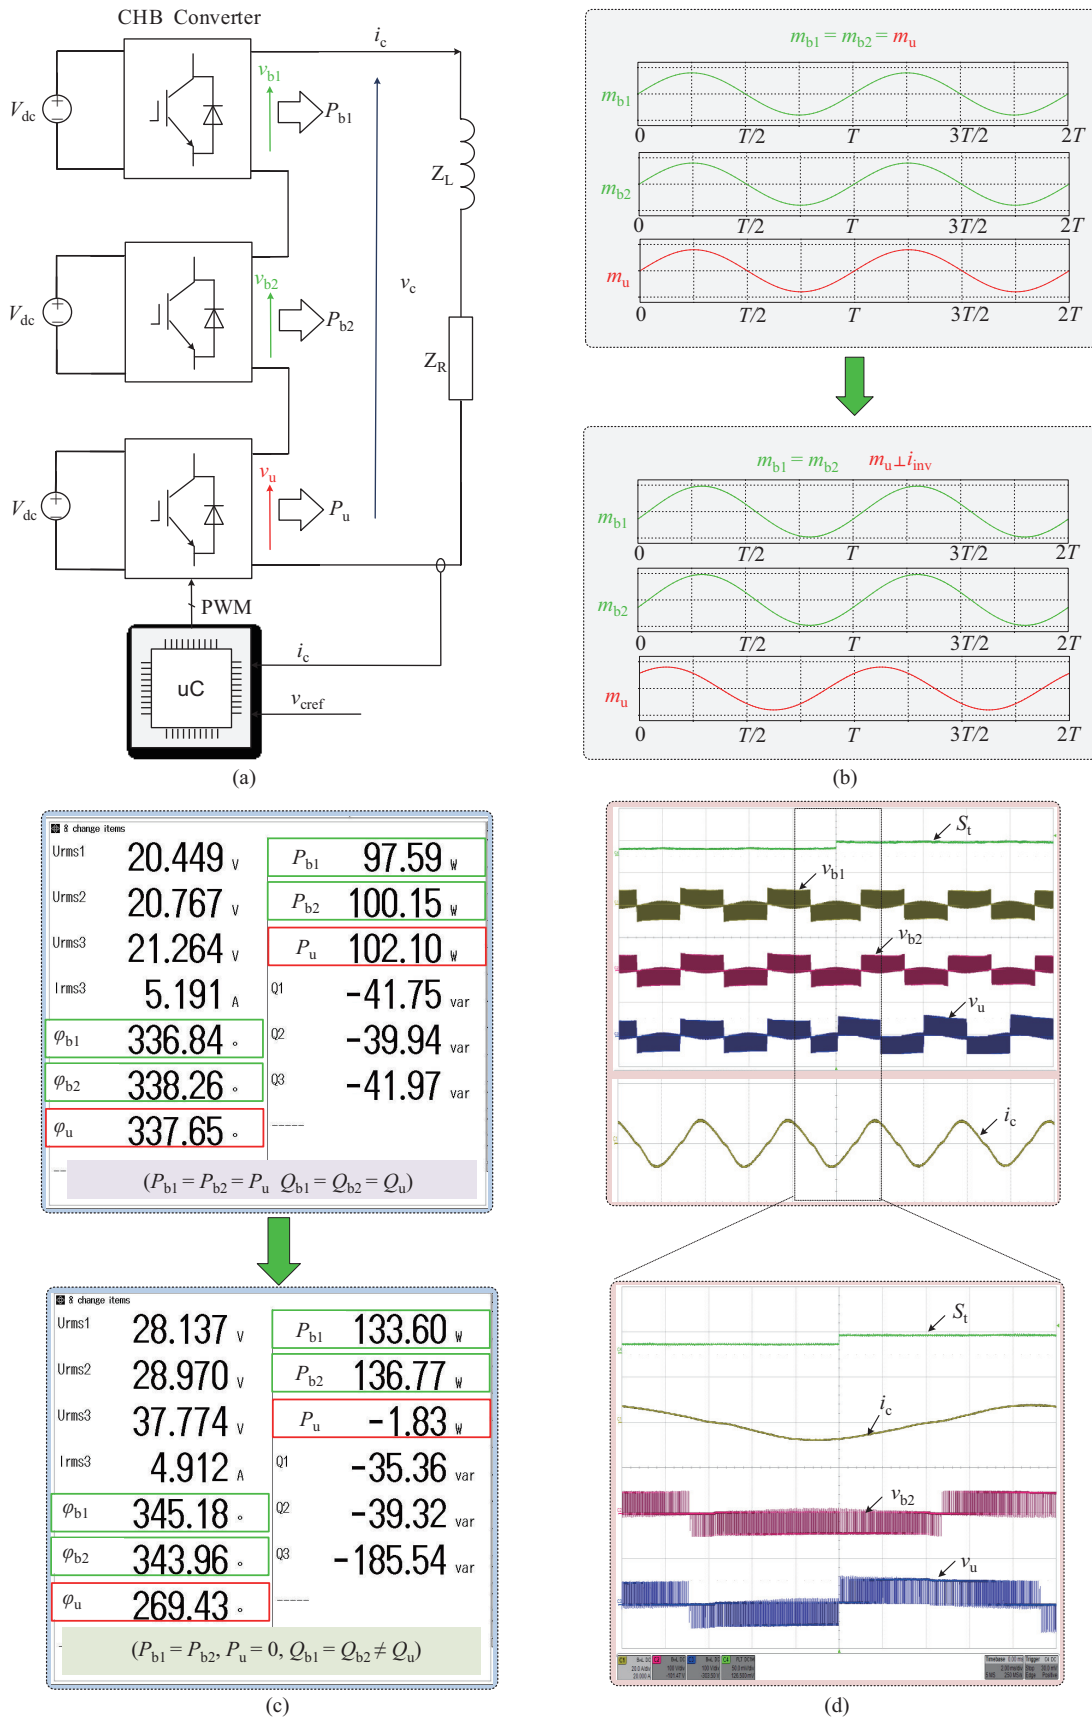 CHB Converter
i_c
V_dc
v_b1
P_b1
Z_L
V_dc
v_b2
P_b2
v_c
Z_R
V_dc
v_u
P_u
PWM
uC
i_c
v_cref
(a)
m_b1 = m_b2 = m_u
m_b1
0 T/2 T 3T/2 2T
m_b2
0 T/2 T 3T/2 2T
m_u
0 T/2 T 3T/2 2T
m_b1 = m_b2 m_u⊥i_inv
m_b1
0 T/2 T 3T/2 2T
m_b2
0 T/2 T 3T/2 2T
m_u
0 T/2 T 3T/2 2T
(b)
8 change items
Urms1 20.449 V P_b1 97.59 W
Urms2 20.767 V P_b2 100.15 W
Urms3 21.264 V P_u 102.10 W
Irms3 5.191 A Q1 -41.75 var
φ_b1 336.84 ° Q2 -39.94 var
φ_b2 338.26 ° Q3 -41.97 var
φ_u 337.65 ° -----
(P_b1 = P_b2 = P_u Q_b1 = Q_b2 = Q_u)
8 change items
Urms1 28.137 V P_b1 133.60 W
Urms2 28.970 V P_b2 136.77 W
Urms3 37.774 V P_u -1.83 W
Irms3 4.912 A Q1 -35.36 var
φ_b1 345.18 ° Q2 -39.32 var
φ_b2 343.96 ° Q3 -185.54 var
φ_u 269.43 ° -----
(P_b1 = P_b2, P_u = 0, Q_b1 = Q_b2 ≠ Q_u)
(c)
S_t
v_b1
v_b2
v_u
i_c
S_t
i_c
v_b2
v_u
(d)